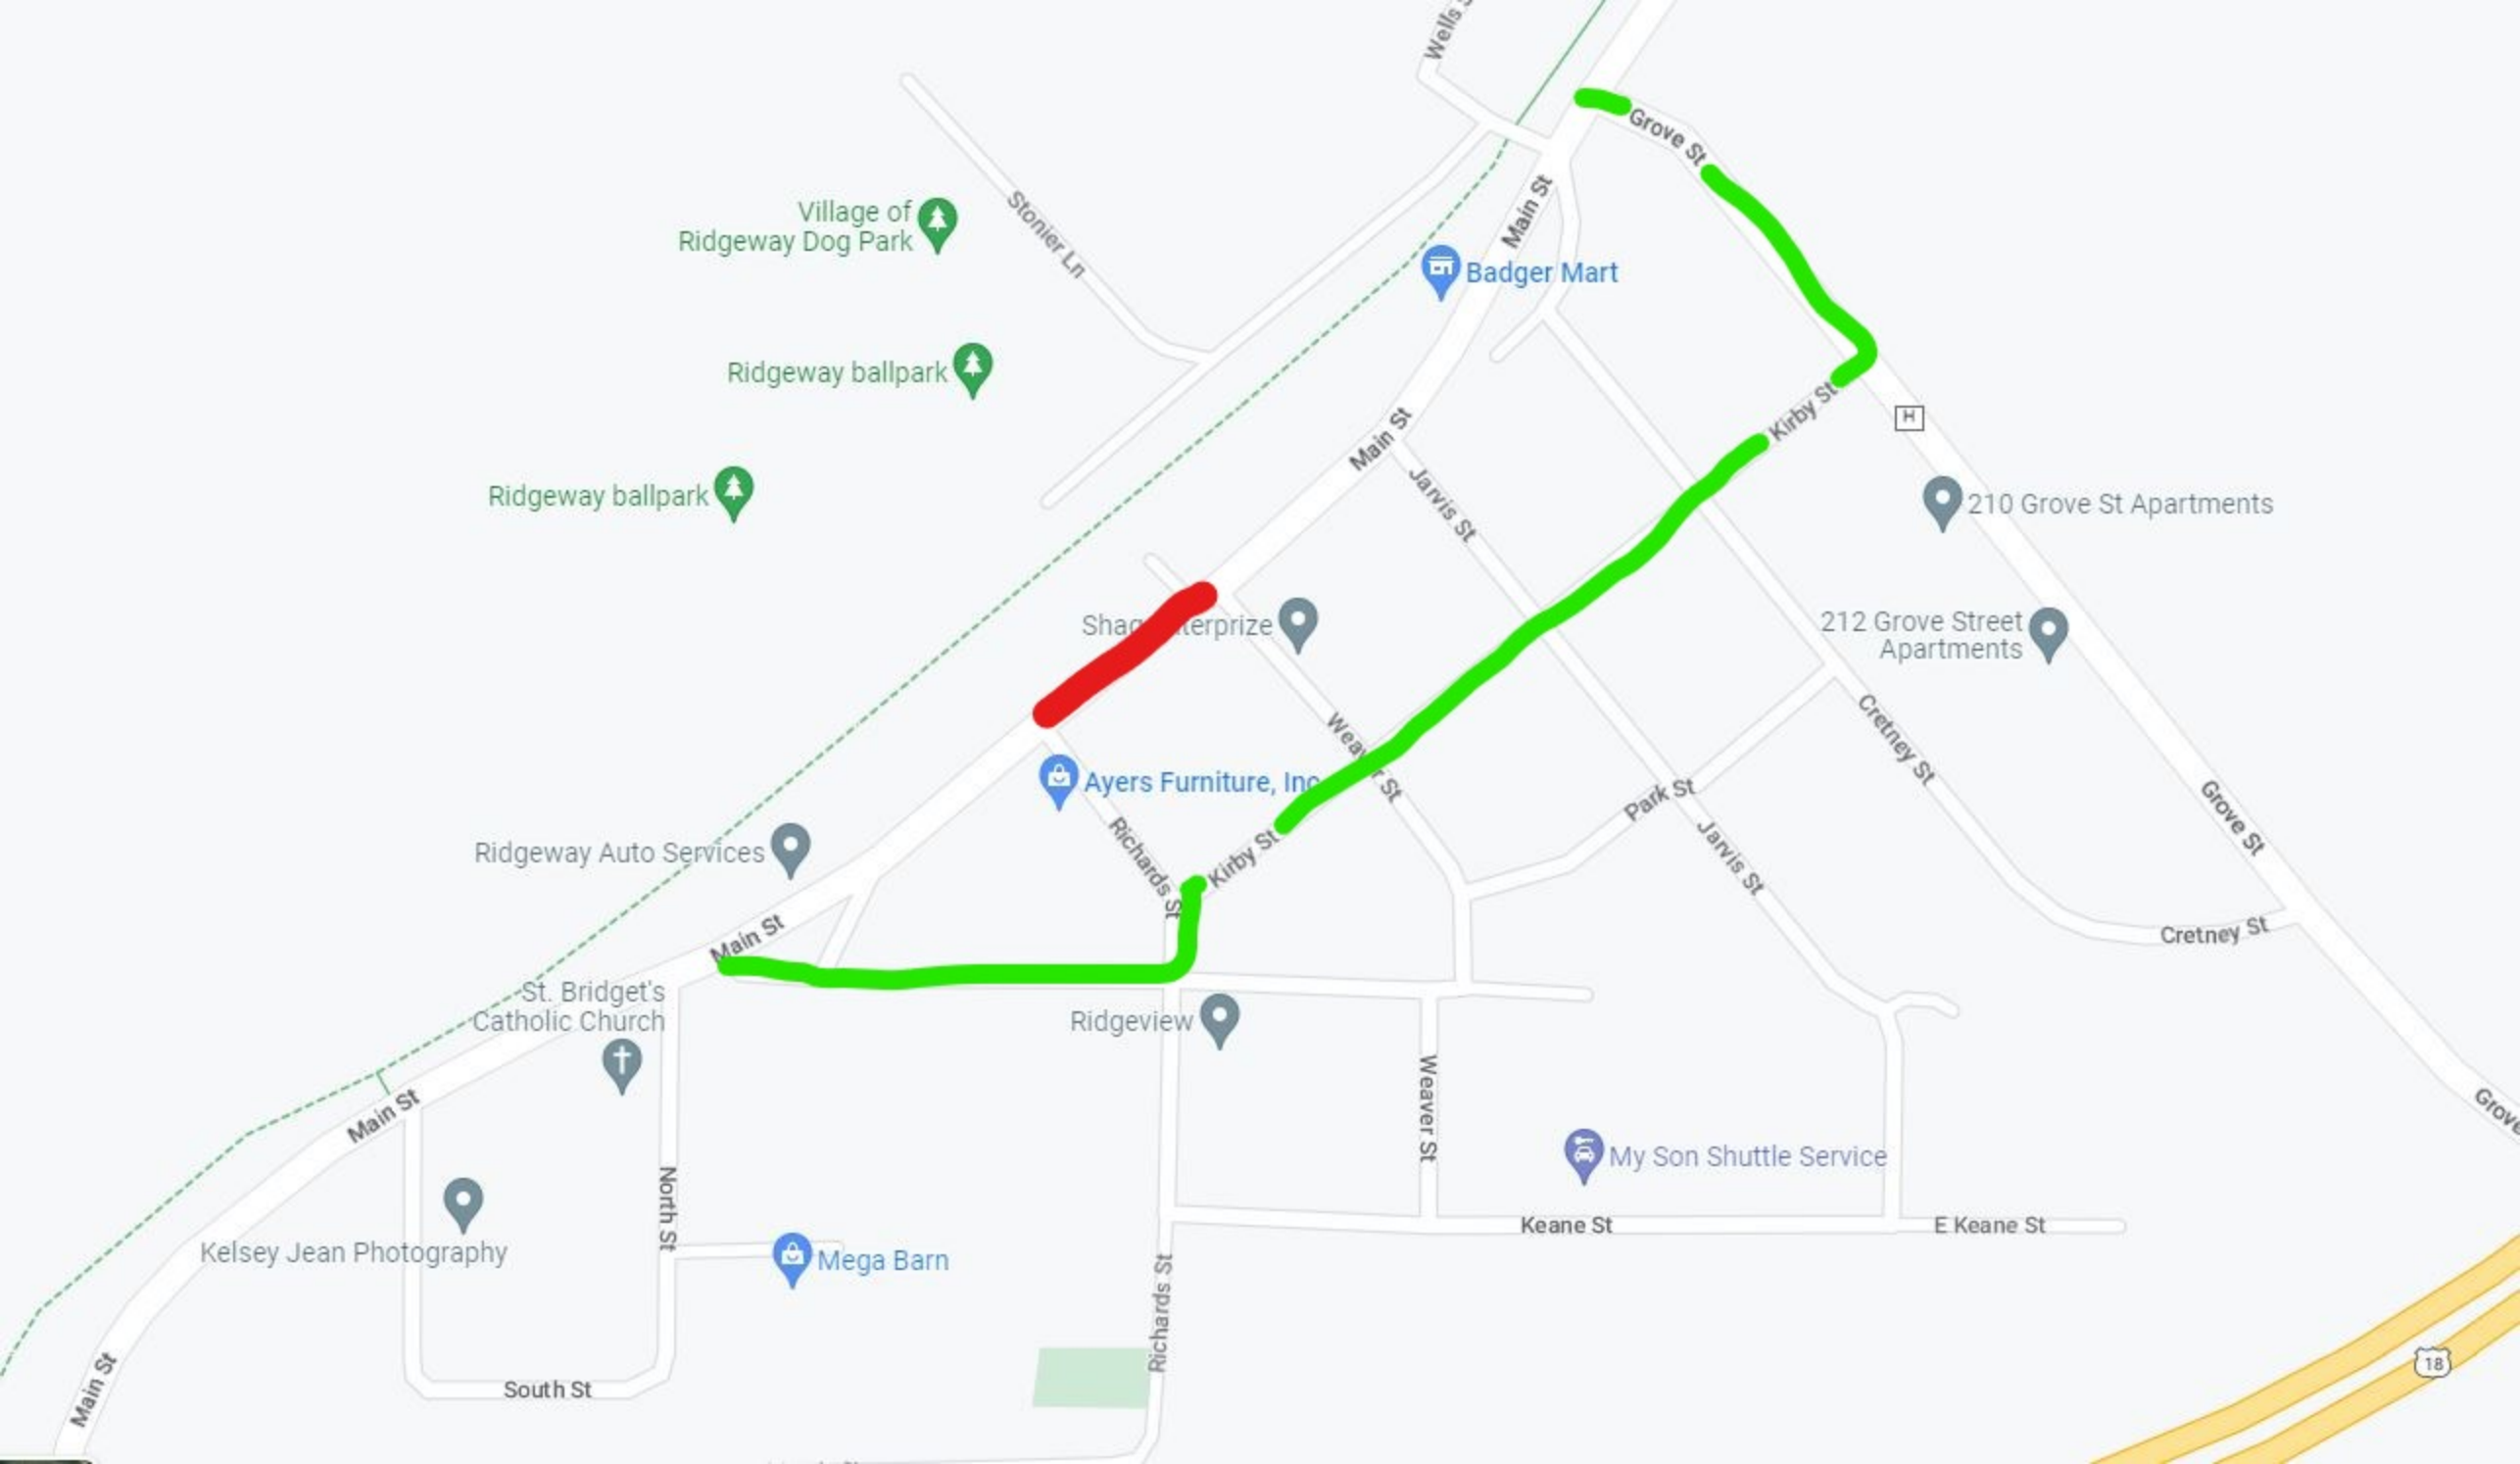 Wells
Grove St
Village of
Ridgeway Dog Park
Stonier Ln
Main St
Badger Mart
Ridgeway ballpark
Kirby St
H
Main St
Jarvis St
Ridgeway ballpark
210 Grove St Apartments
212 Grove Street
Apartments
Weaver St
Ayers Furniture, Inc
Park St
Cretney St
Grove St
Ridgeway Auto Services
Richards St
Kirby St
Jarvis St
Main St
Cretney St
St. Bridget's
Catholic Church
Ridgeview
Main St
Weaver St
Grove
My Son Shuttle Service
North St
Keane St
E Keane St
Kelsey Jean Photography
Mega Barn
Richards St
18
Main St
South St